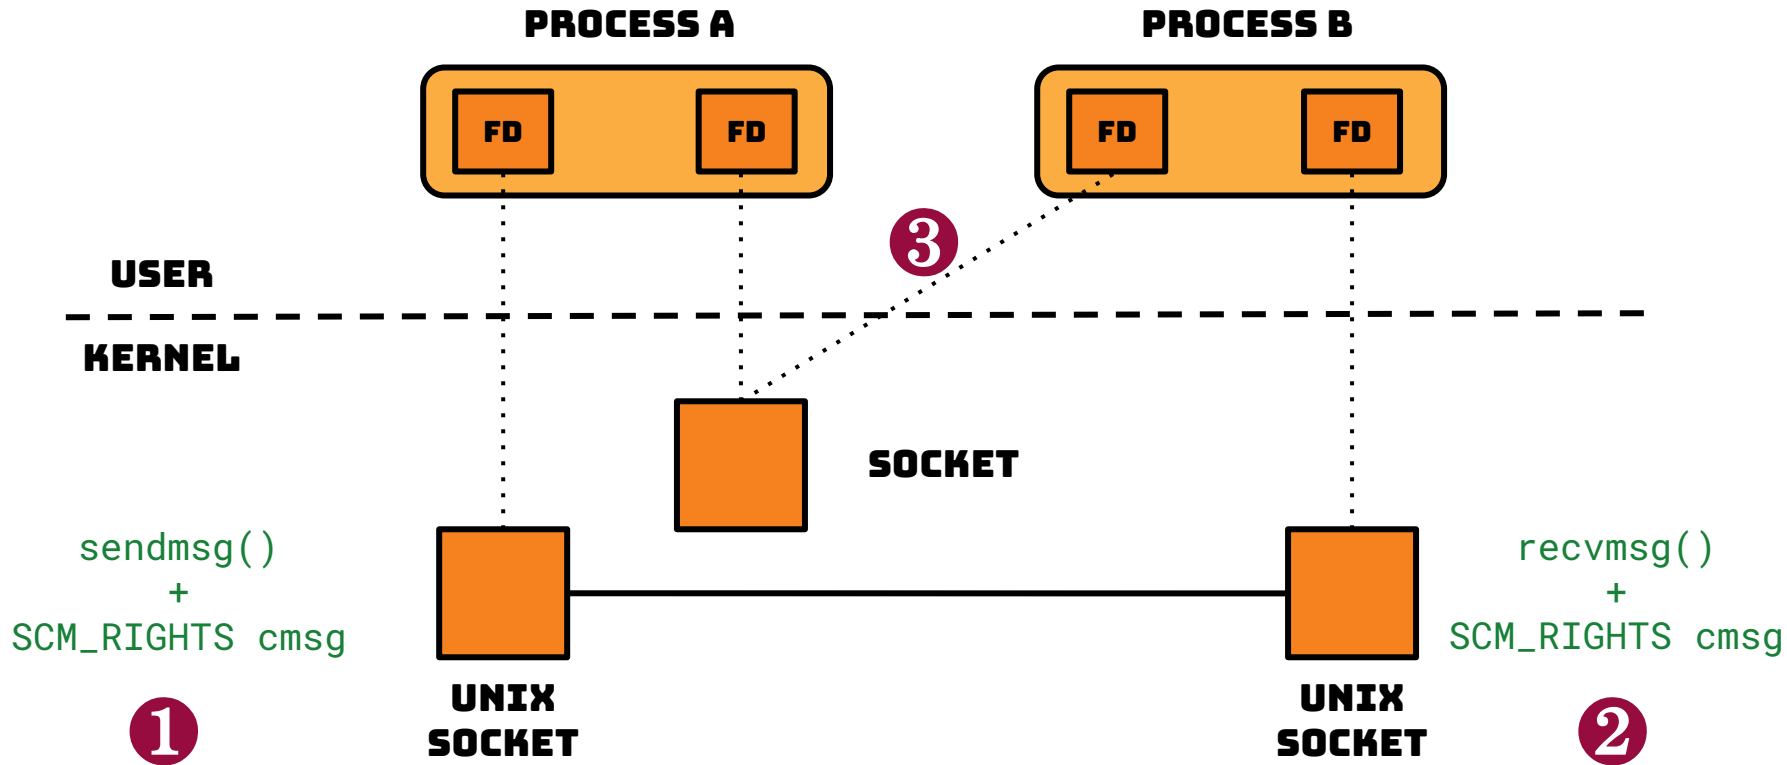 PROCESS A
PROCESS B
FD
FD
FD
FD
3
USER
KERNEL
SOCKET
sendmsg()
+
SCM_RIGHTS cmsg
recvmsg()
+
SCM_RIGHTS cmsg
UNIX
SOCKET
UNIX
SOCKET
1
2